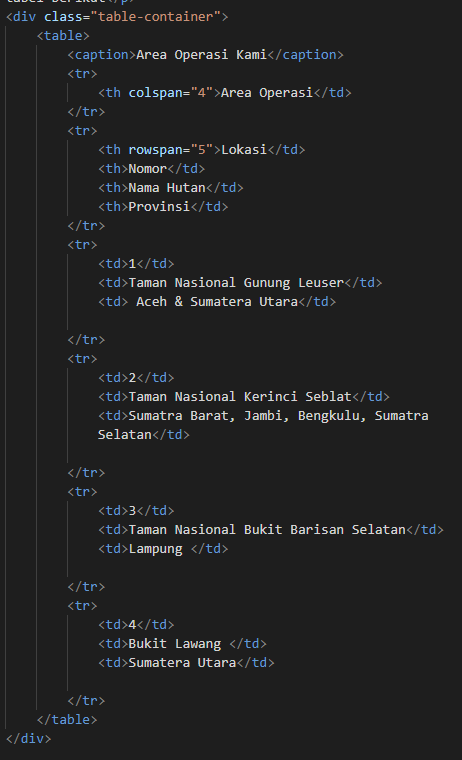 tabel berikut</p>
<div class="table-container">
<table>
<caption>Area Operasi Kami</caption>
<tr>
<th colspan="4">Area Operasi</td>
</tr>
<tr>
<th rowspan="5">Lokasi</td>
<th>Nomor</td>
<th>Nama Hutan</td>
<th>Provinsi</td>
</tr>
<tr>
<td>1</td>
<td>Taman Nasional Gunung Leuser</td>
<td> Aceh & Sumatera Utara</td>
</tr>
<tr>
<td>2</td>
<td>Taman Nasional Kerinci Seblat</td>
<td>Sumatra Barat, Jambi, Bengkulu, Sumatra
Selatan</td>
</tr>
<tr>
<td>3</td>
<td>Taman Nasional Bukit Barisan Selatan</td>
<td>Lampung </td>
</tr>
<tr>
<td>4</td>
<td>Bukit Lawang </td>
<td>Sumatera Utara</td>
</tr>
</table>
</div>